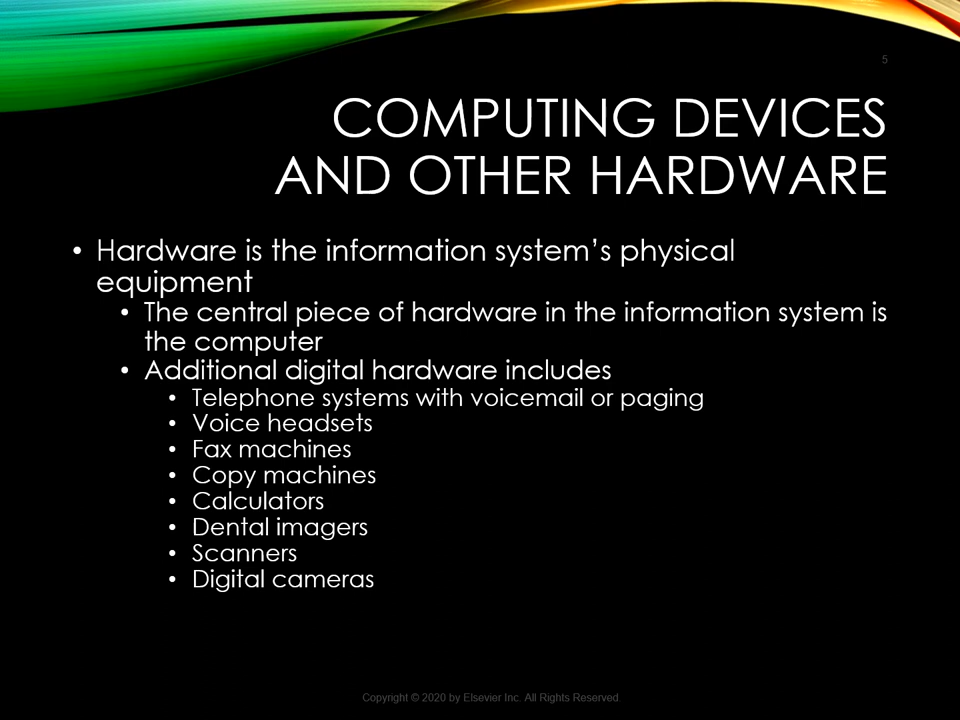 5
COMPUTING DEVICES
AND OTHER HARDWARE
• Hardware is the information system’s physical
equipment
• The central piece of hardware in the information system is
the computer
• Additional digital hardware includes
• Telephone systems with voicemail or paging
• Voice headsets
• Fax machines
• Copy machines
• Calculators
• Dental imagers
• Scanners
• Digital cameras
Copyright © 2020 by Elsevier Inc. All Rights Reserved.